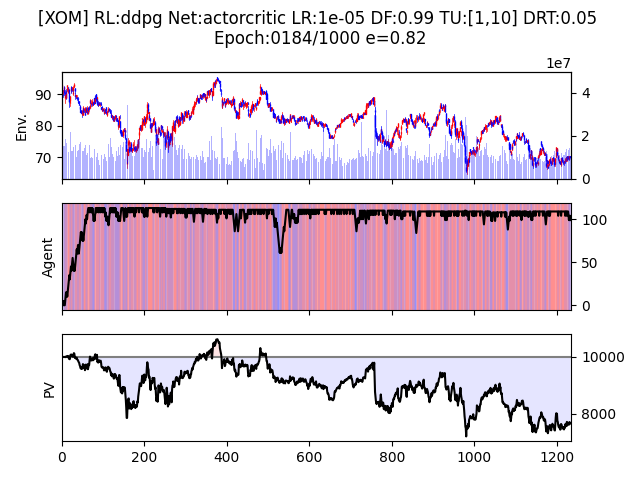 [XOM] RL:ddpg Net:actorcritic LR:1e-05 DF:0.99 TU:[1,10] DRT:0.05
Epoch:0184/1000 e=0.82
1e7
90
80
70
Env.
4
2
0
Agent
100
50
0
PV
10000
8000
0 200 400 600 800 1000 1200